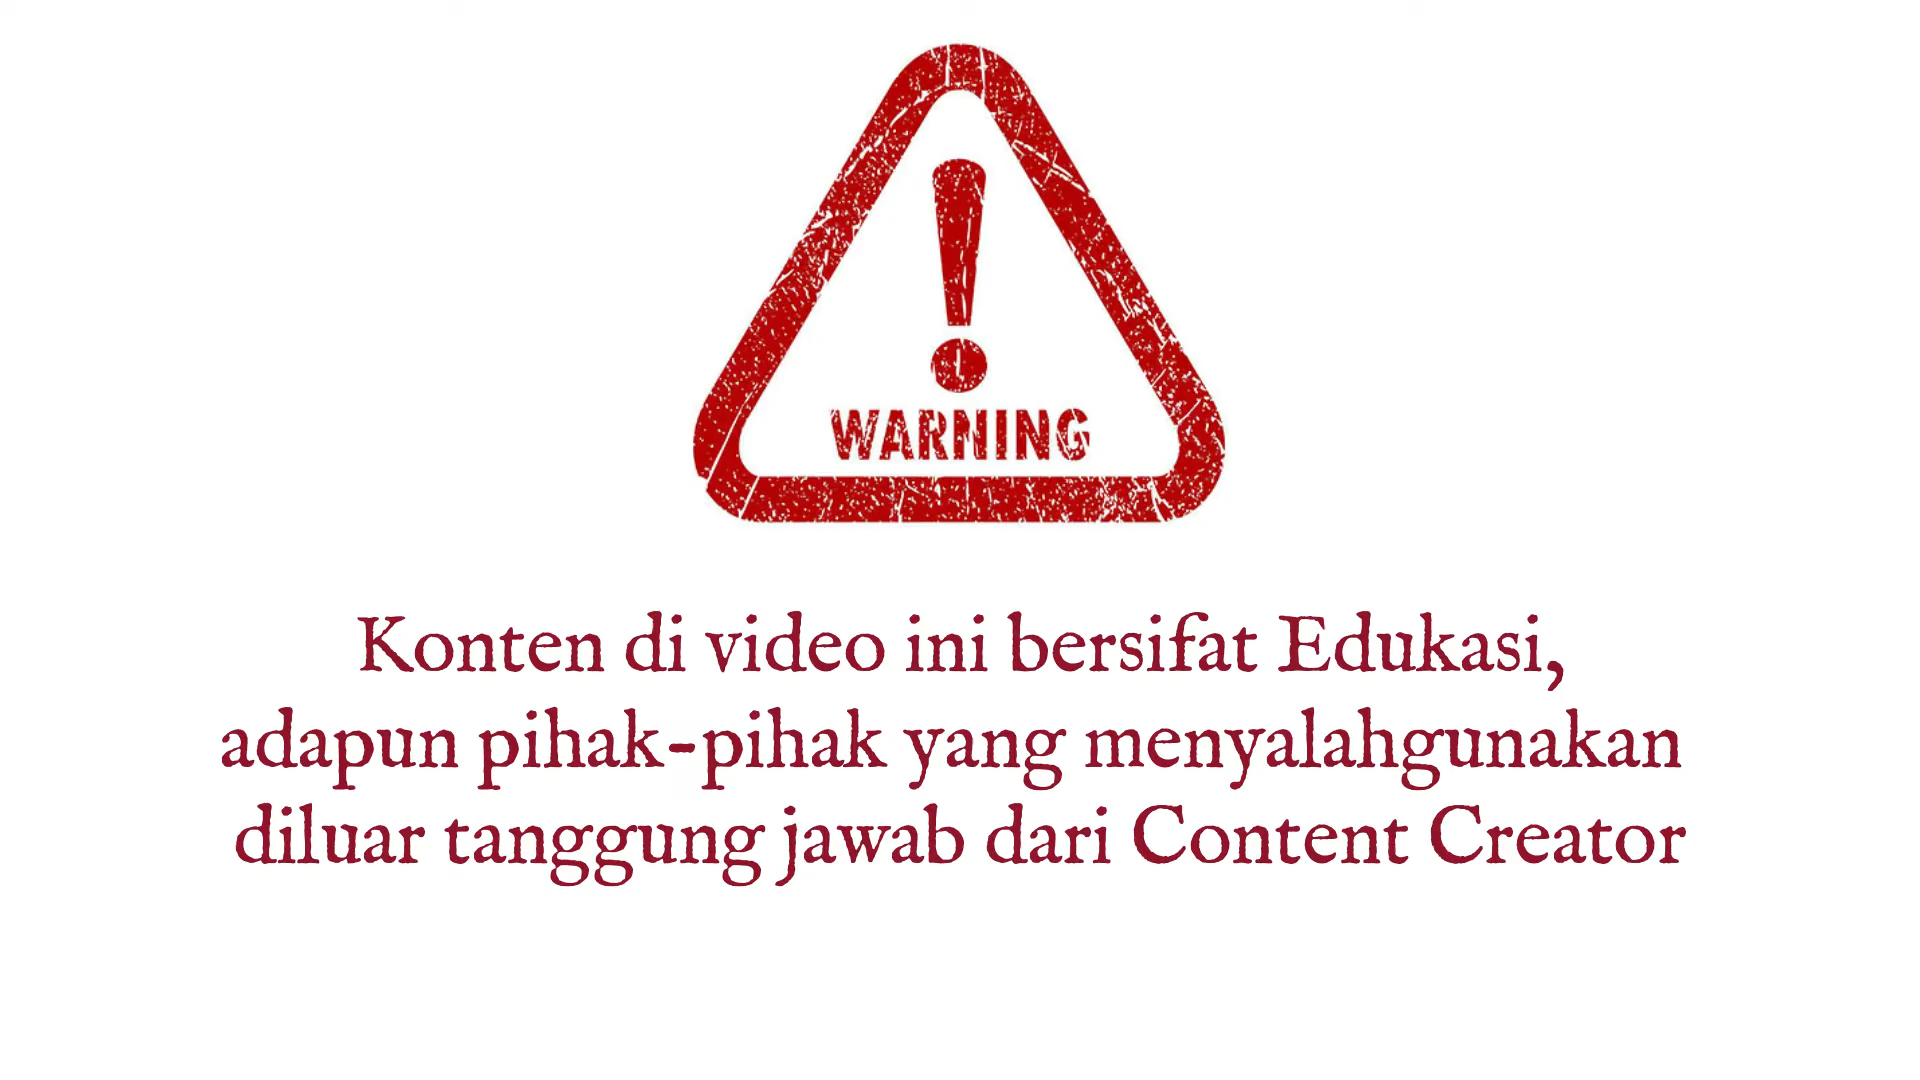 WARNING
Konten di video ini bersifat Edukasi,
adapun pihak-pihak yang menyalahgunakan
diluar tanggung jawab dari Content Creator